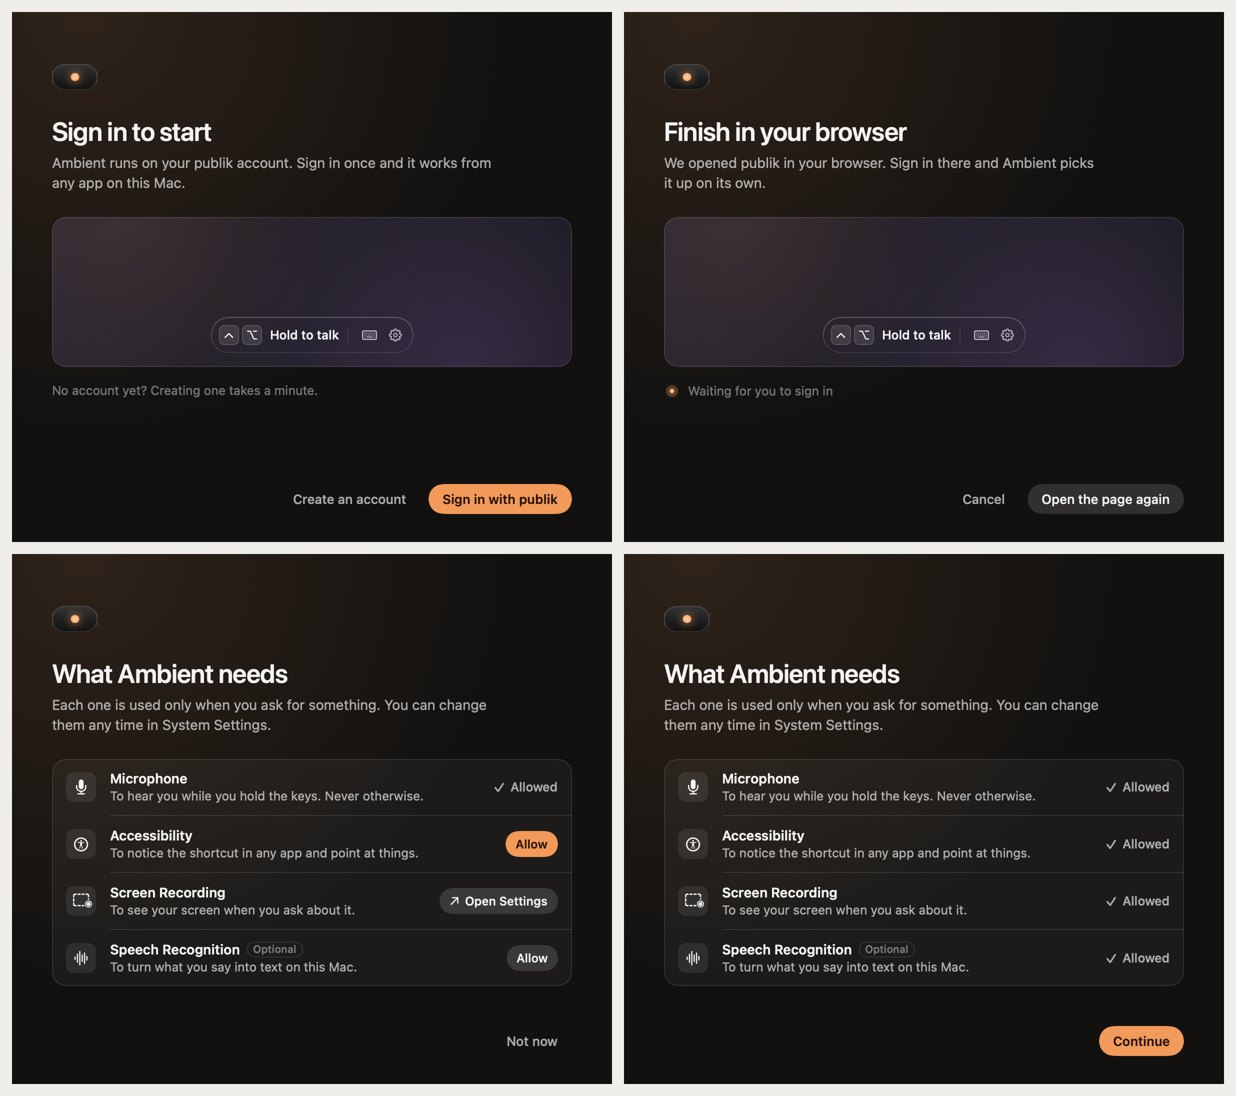 Sign in to start
Ambient runs on your publik account. Sign in once and it works from
any app on this Mac.
Hold to talk
No account yet? Creating one takes a minute.
Create an account
Sign in with publik
Finish in your browser
We opened publik in your browser. Sign in there and Ambient picks
it up on its own.
Hold to talk
Waiting for you to sign in
Cancel
Open the page again
What Ambient needs
Each one is used only when you ask for something. You can change
them any time in System Settings.
Microphone
To hear you while you hold the keys. Never otherwise.
✓ Allowed
Accessibility
To notice the shortcut in any app and point at things.
Allow
Screen Recording
To see your screen when you ask about it.
↗ Open Settings
Speech Recognition Optional
To turn what you say into text on this Mac.
Allow
Not now
What Ambient needs
Each one is used only when you ask for something. You can change
them any time in System Settings.
Microphone
To hear you while you hold the keys. Never otherwise.
✓ Allowed
Accessibility
To notice the shortcut in any app and point at things.
✓ Allowed
Screen Recording
To see your screen when you ask about it.
✓ Allowed
Speech Recognition Optional
To turn what you say into text on this Mac.
✓ Allowed
Continue